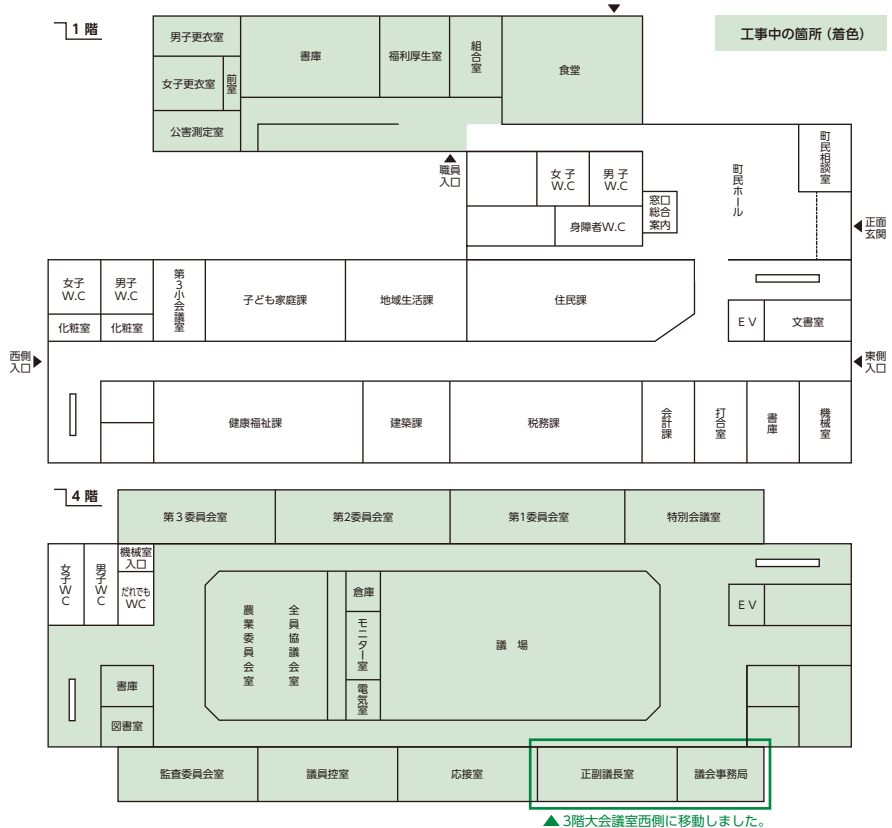 1 階
工事中の箇所（着色）
男子更衣室
書庫
福利厚生室
組合室
食堂
女子更衣室
前室
公害測定室
職員
入口
女 子
W.C
男 子
W.C
身障者W.C
窓口
総合
案内
町民ホール
町民相談室
正面
玄関
女子
W.C
男子
W.C
化粧室
化粧室
第3小会議室
子ども家庭課
地域生活課
住民課
E V
文書室
西側
入口
東側
入口
健康福祉課
建築課
税務課
会計課
打合室
書庫
機械室
4 階
第3委員会室
第2委員会室
第1委員会室
特別会議室
女子WC
男子WC
機械室
入口
だれでも
WC
農業委員会室
全員協議会室
倉庫
モニター室
電気室
議 場
E V
書庫
図書室
監査委員会室
議員控室
応接室
正副議長室
議会事務局
▲ 3階大会議室西側に移動しました。